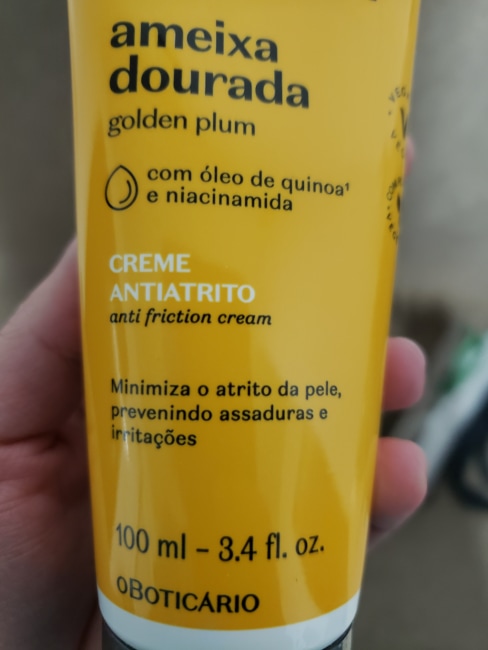 ameixa
dourada
golden plum
com óleo de quinoa¹
e niacinamida
CREME
ANTIATRITO
anti friction cream
Minimiza o atrito da pele,
prevenindo assaduras e
irritações
100 ml – 3.4 fl. oz.
oBOTICÁRIO